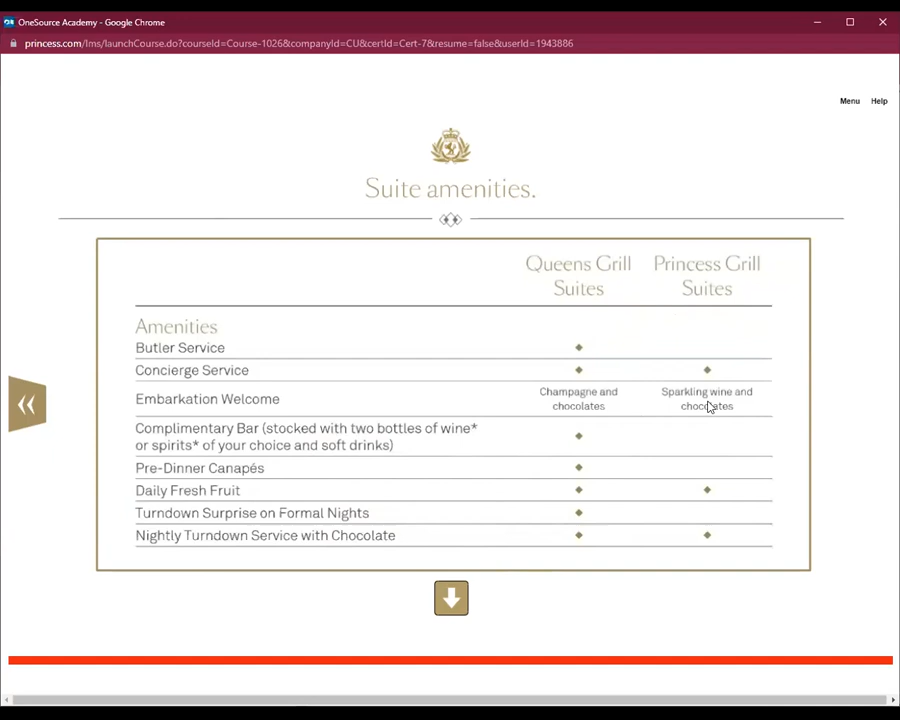 OneSource Academy - Google Chrome
princess.com/lms/launchCourse.do?courseId=Course-1026&companyId=CU&certId=Cert-7&resume=false&userId=1943886
Menu Help
Suite amenities.
Queens Grill Suites
Princess Grill Suites
Amenities
Butler Service
Concierge Service
Embarkation Welcome
Champagne and chocolates
Sparkling wine and chocolates
Complimentary Bar (stocked with two bottles of wine*
or spirits* of your choice and soft drinks)
Pre-Dinner Canapés
Daily Fresh Fruit
Turndown Surprise on Formal Nights
Nightly Turndown Service with Chocolate